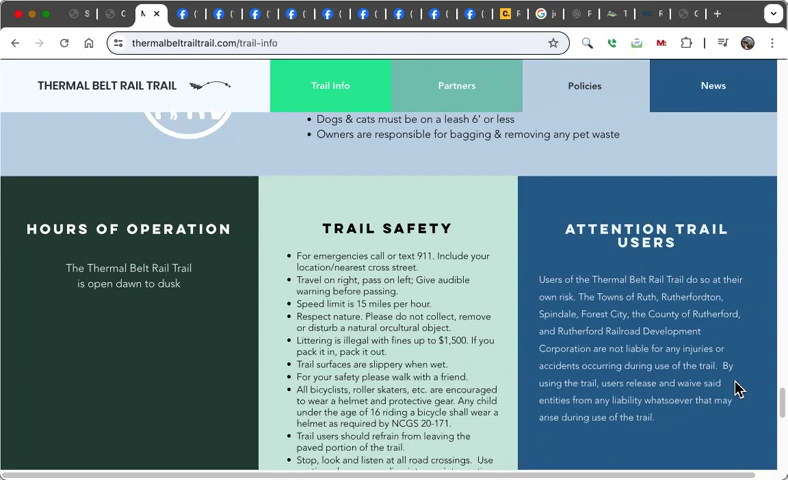 thermalbeltrailtrail.com/trail-info
THERMAL BELT RAIL TRAIL
Trail Info
Partners
Policies
News
• Dogs & cats must be on a leash 6' or less
• Owners are responsible for bagging & removing any pet waste
HOURS OF OPERATION
The Thermal Belt Rail Trail
is open dawn to dusk
TRAIL SAFETY
• For emergencies call or text 911. Include your
location/nearest cross street.
• Travel on right, pass on left; Give audible
warning before passing.
• Speed limit is 15 miles per hour.
• Respect nature. Please do not collect, remove
or disturb a natural orcultural object.
• Littering is illegal with fines up to $1,500. If you
pack it in, pack it out.
• Trail surfaces are slippery when wet.
• For your safety please walk with a friend.
• All bicyclists, roller skaters, etc. are encouraged
to wear a helmet and protective gear. Any child
under the age of 16 riding a bicycle shall wear a
helmet as required by NCGS 20-171.
• Trail users should refrain from leaving the
paved portion of the trail.
• Stop, look and listen at all road crossings. Use
ATTENTION TRAIL
USERS
Users of the Thermal Belt Rail Trail do so at their
own risk. The Towns of Ruth, Rutherfordton,
Spindale, Forest City, the County of Rutherford,
and Rutherford Railroad Development
Corporation are not liable for any injuries or
accidents occurring during use of the trail. By
using the trail, users release and waive said
entities from any liability whatsoever that may
arise during use of the trail.